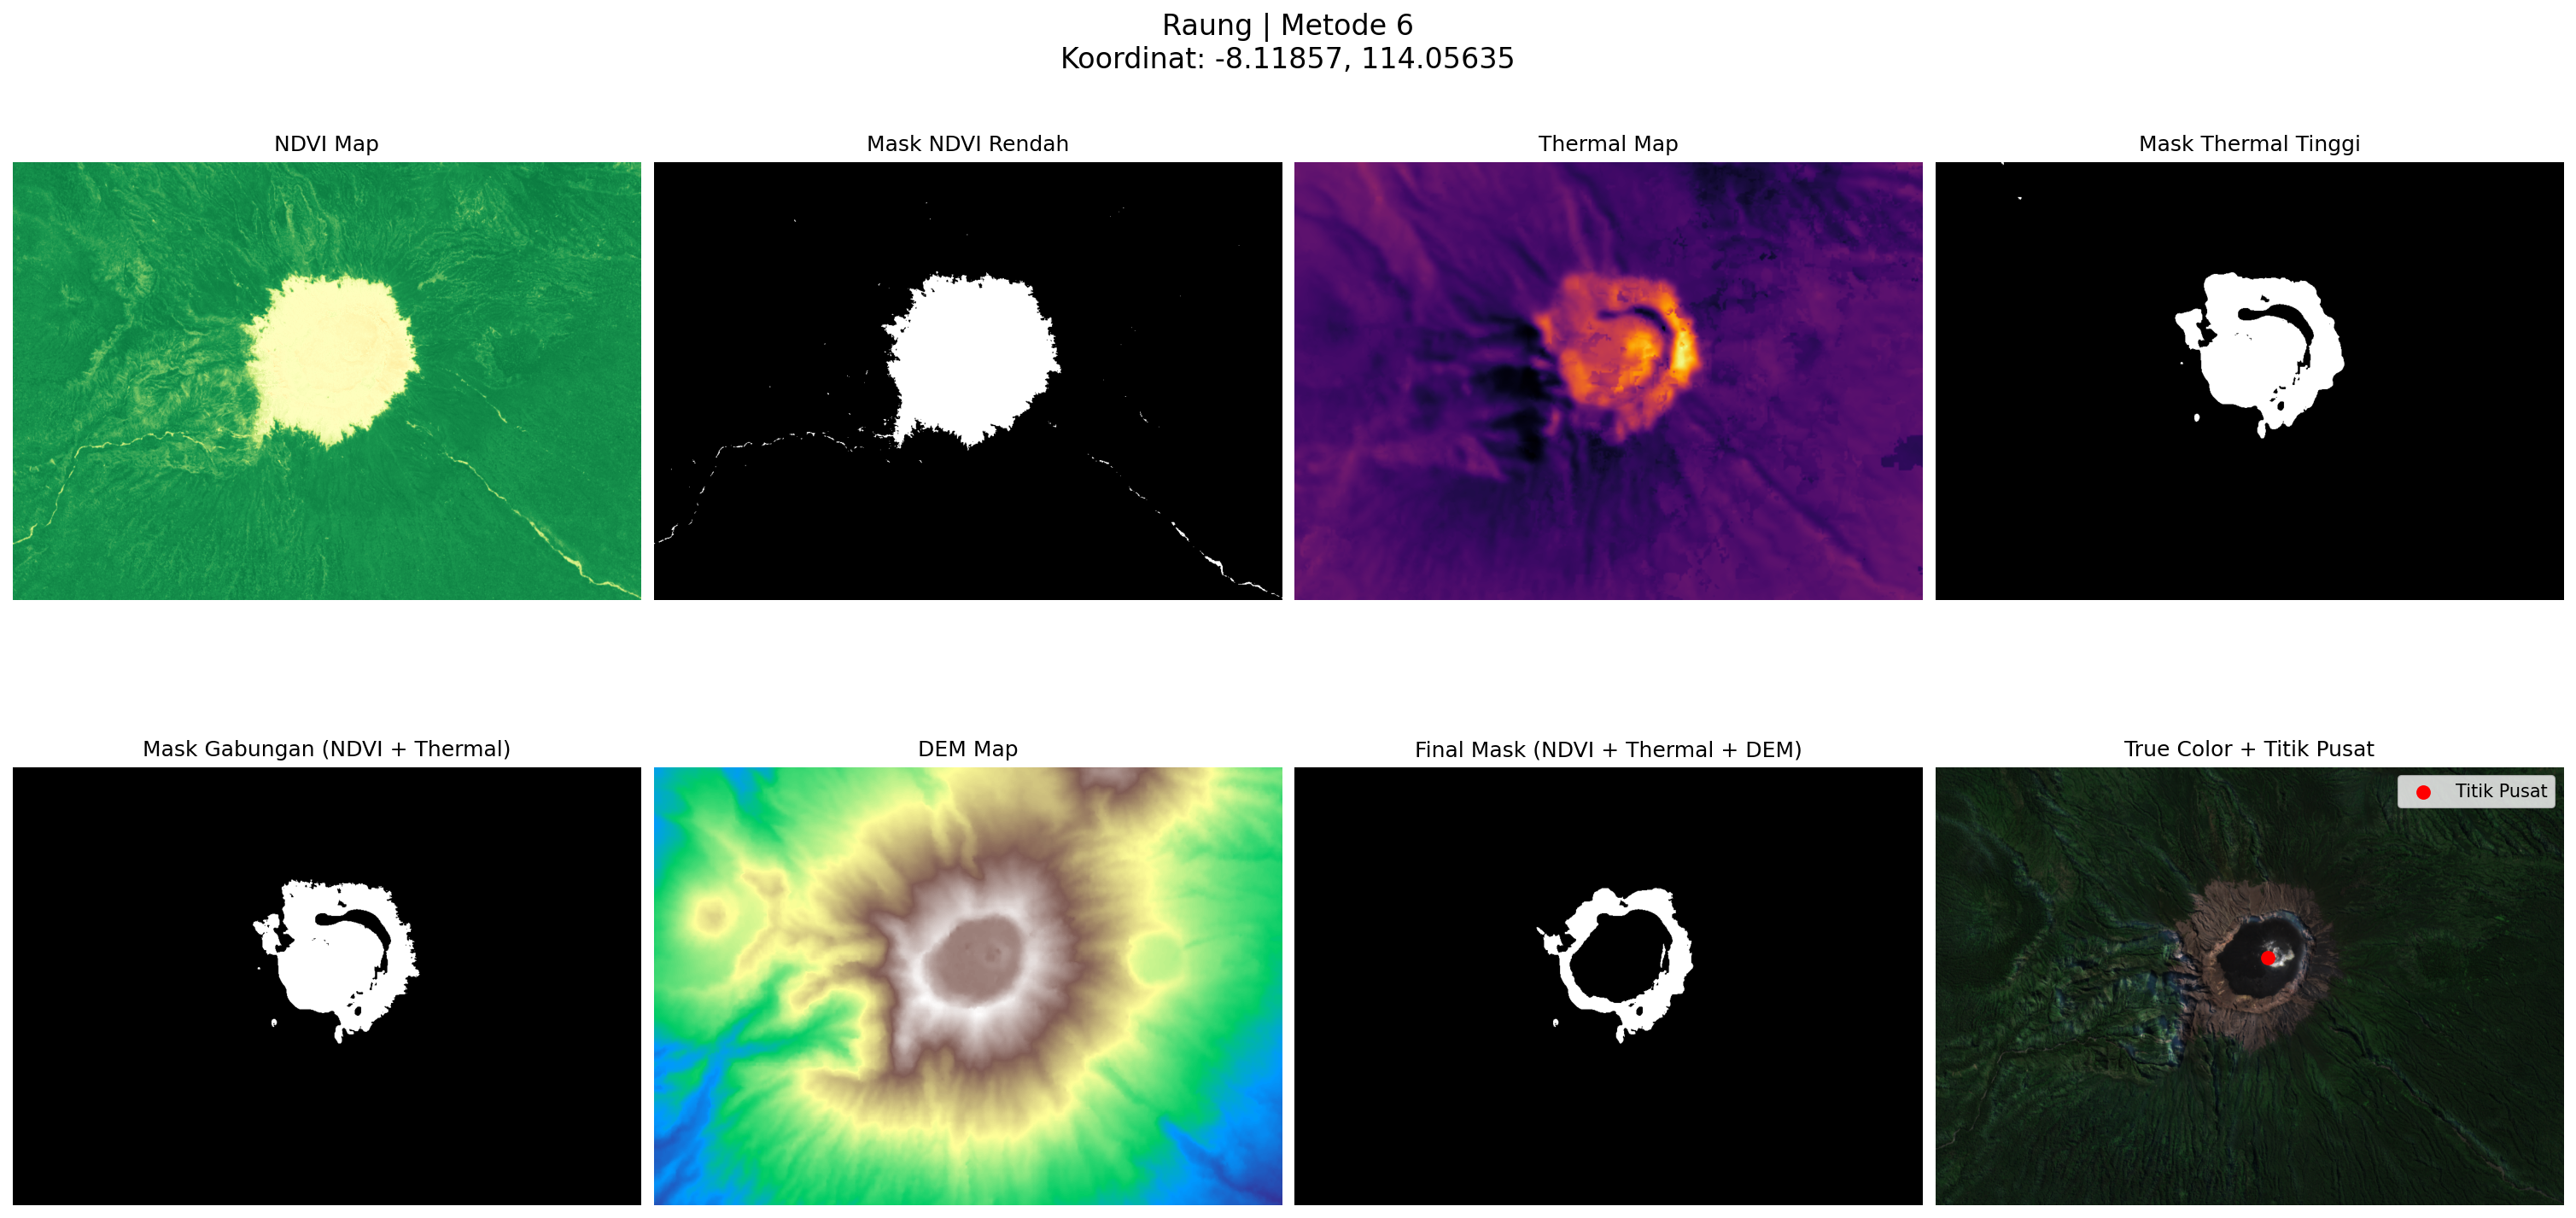 Raung | Metode 6
Koordinat: -8.11857, 114.05635
NDVI Map
Mask NDVI Rendah
Thermal Map
Mask Thermal Tinggi
Mask Gabungan (NDVI + Thermal)
DEM Map
Final Mask (NDVI + Thermal + DEM)
True Color + Titik Pusat
Titik Pusat